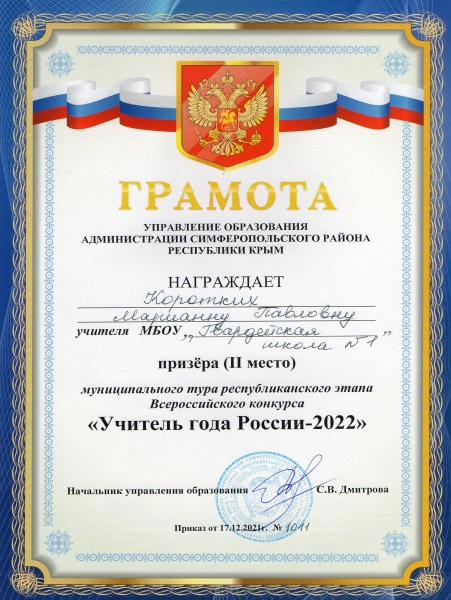 ГРАМОТА
УПРАВЛЕНИЕ ОБРАЗОВАНИЯ
АДМИНИСТРАЦИИ СИМФЕРОПОЛЬСКОГО РАЙОНА
РЕСПУБЛИКИ КРЫМ
НАГРАЖДАЕТ
Коротких
Марианну Павловну
учителя МБОУ „Гвардейская
школа №1"
призёра (II место)
муниципального тура республиканского этапа
Всероссийского конкурса
«Учитель года России-2022»
Начальник управления образования С.В. Дмитрова
Приказ от 17.12.2021г. № 1011